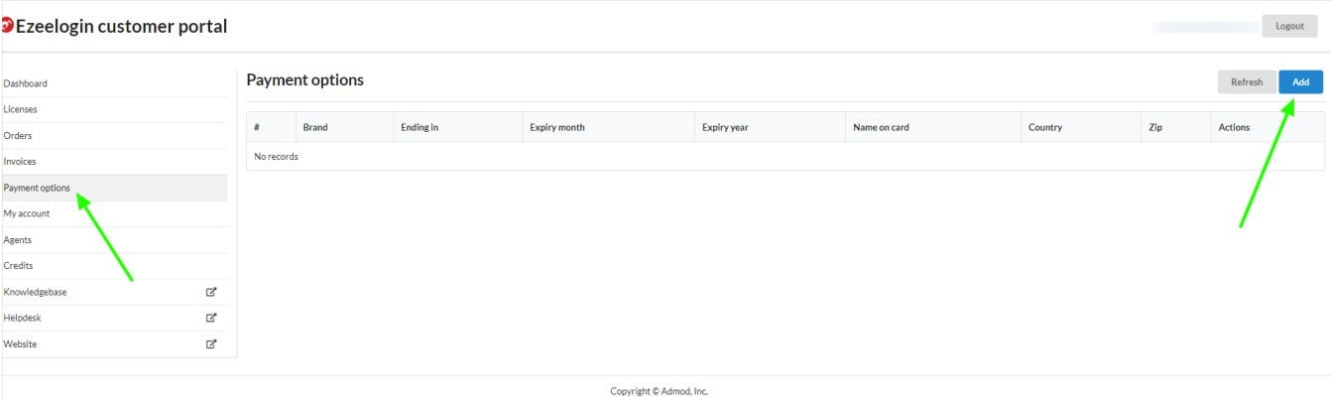 Ezeelogin customer portal
Logout
Dashboard
Licenses
Orders
Invoices
Payment options
My account
Agents
Credits
Knowledgebase
Helpdesk
Website
Payment options
Refresh Add
# Brand Ending in Expiry month Expiry year Name on card Country Zip Actions
No records
Copyright © Admod, Inc.